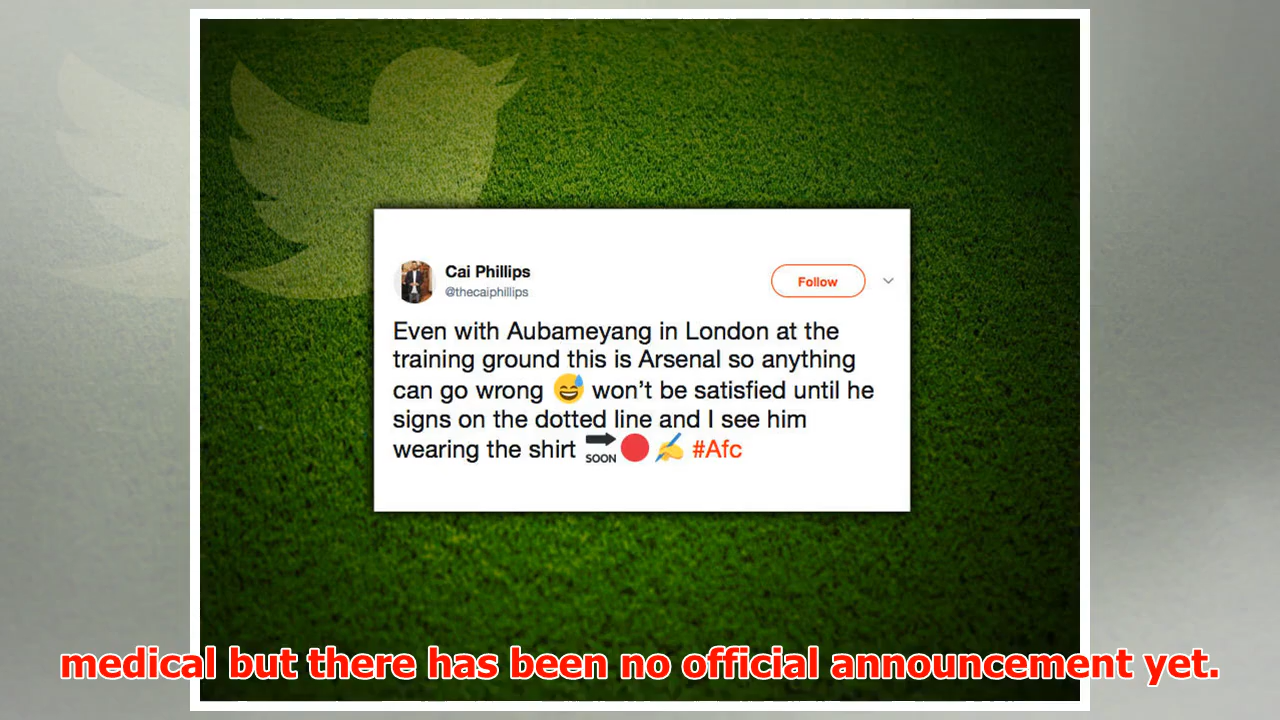 Cai Phillips
@thecaiphillips
Follow
Even with Aubameyang in London at the
training ground this is Arsenal so anything
can go wrong 😅 won’t be satisfied until he
signs on the dotted line and I see him
wearing the shirt 🔜🔴✍️ #Afc
medical but there has been no official announcement yet.